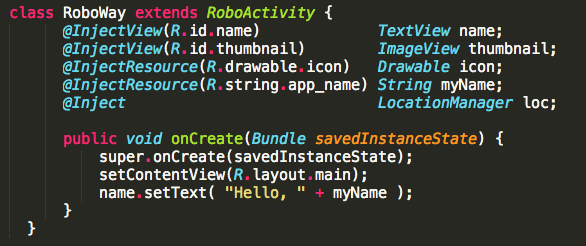 class RoboWay extends RoboActivity {
@InjectView(R.id.name) TextView name;
@InjectView(R.id.thumbnail) ImageView thumbnail;
@InjectResource(R.drawable.icon) Drawable icon;
@InjectResource(R.string.app_name) String myName;
@Inject LocationManager loc;
public void onCreate(Bundle savedInstanceState) {
super.onCreate(savedInstanceState);
setContentView(R.layout.main);
name.setText( "Hello, " + myName );
}
}